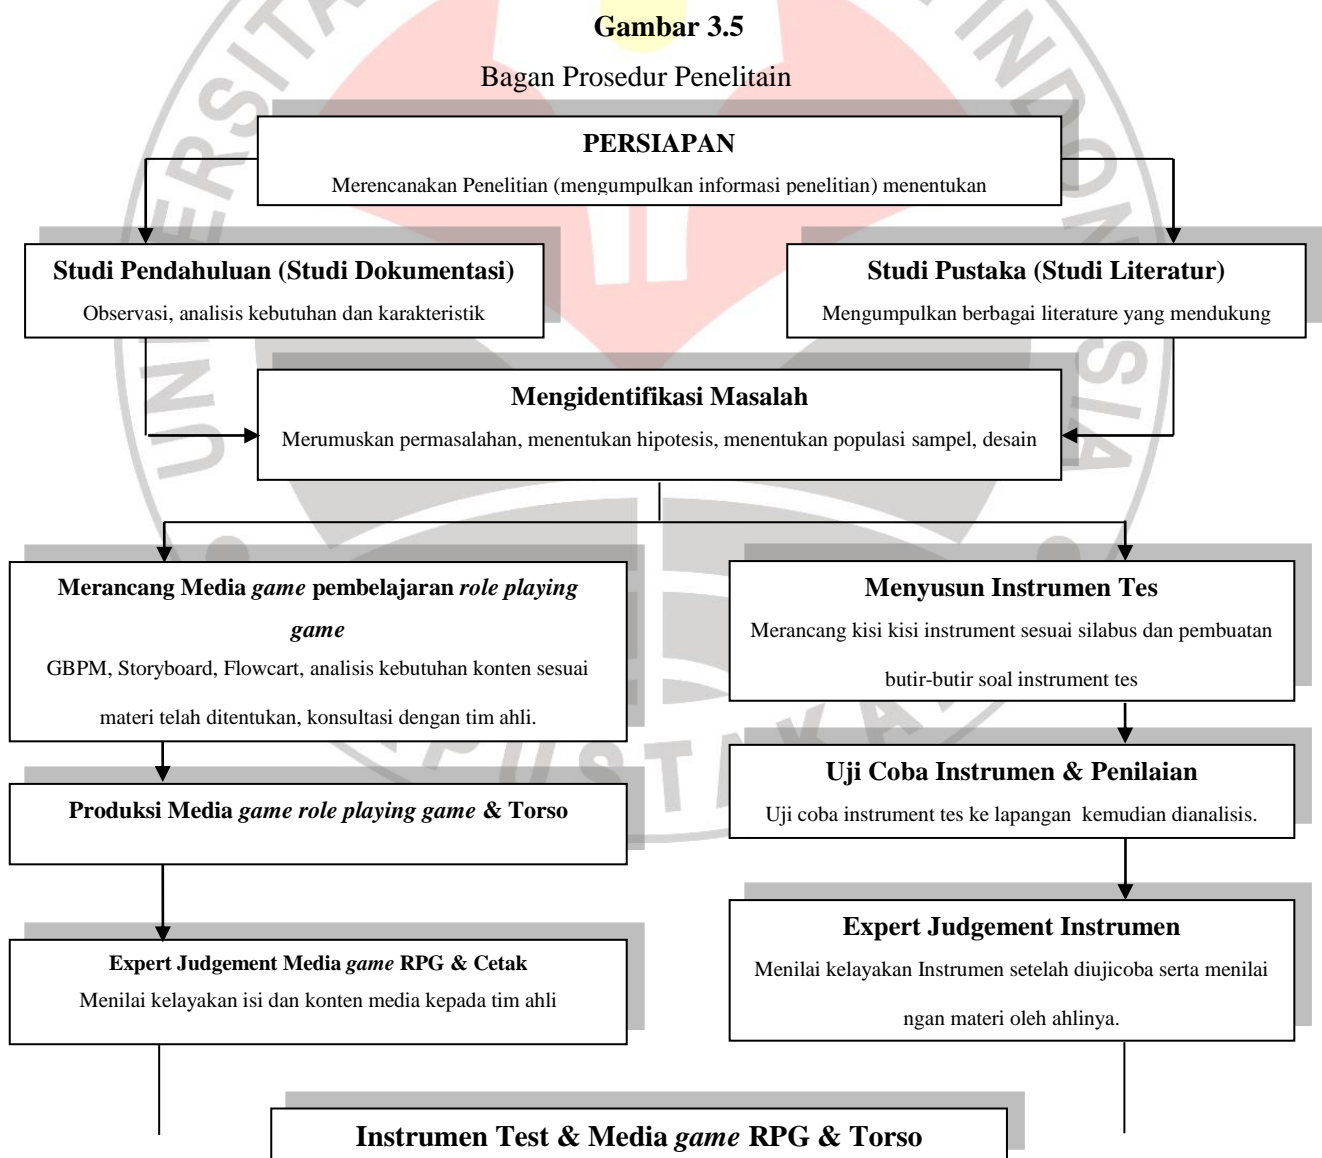 Gambar 3.5
Bagan Prosedur Penelitain
PERSIAPAN
Merencanakan Penelitian (mengumpulkan informasi penelitian) menentukan
Studi Pendahuluan (Studi Dokumentasi)
Observasi, analisis kebutuhan dan karakteristik
Studi Pustaka (Studi Literatur)
Mengumpulkan berbagai literature yang mendukung
Mengidentifikasi Masalah
Merumuskan permasalahan, menentukan hipotesis, menentukan populasi sampel, desain
Merancang Media game pembelajaran role playing
game
GBPM, Storyboard, Flowcart, analisis kebutuhan konten sesuai
materi telah ditentukan, konsultasi dengan tim ahli.
Produksi Media game role playing game & Torso
Expert Judgement Media game RPG & Cetak
Menilai kelayakan isi dan konten media kepada tim ahli
Menyusun Instrumen Tes
Merancang kisi kisi instrument sesuai silabus dan pembuatan
butir-butir soal instrument tes
Uji Coba Instrumen & Penilaian
Uji coba instrument tes ke lapangan kemudian dianalisis.
Expert Judgement Instrumen
Menilai kelayakan Instrumen setelah diujicoba serta menilai
ngan materi oleh ahlinya.
Instrumen Test & Media game RPG & Torso